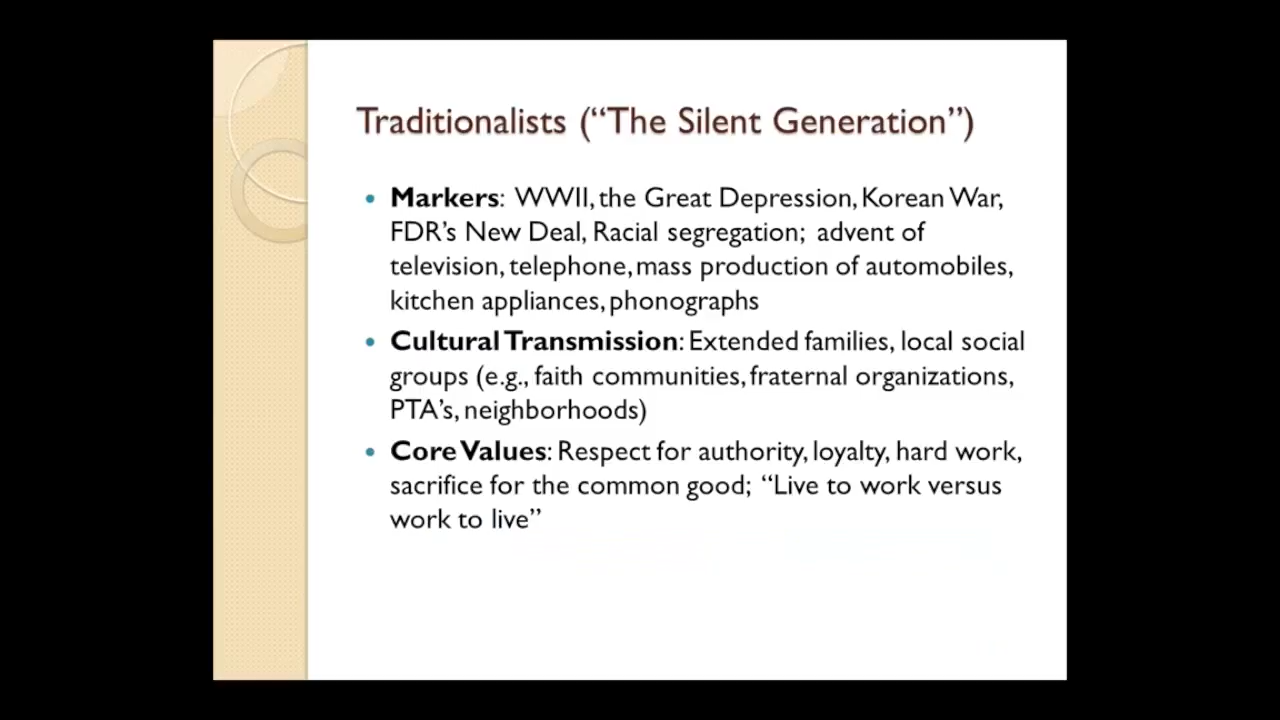 Traditionalists (“The Silent Generation”)
• Markers: WWII, the Great Depression, Korean War,
FDR’s New Deal, Racial segregation; advent of
television, telephone, mass production of automobiles,
kitchen appliances, phonographs
• Cultural Transmission: Extended families, local social
groups (e.g., faith communities, fraternal organizations,
PTA’s, neighborhoods)
• Core Values: Respect for authority, loyalty, hard work,
sacrifice for the common good; “Live to work versus
work to live”